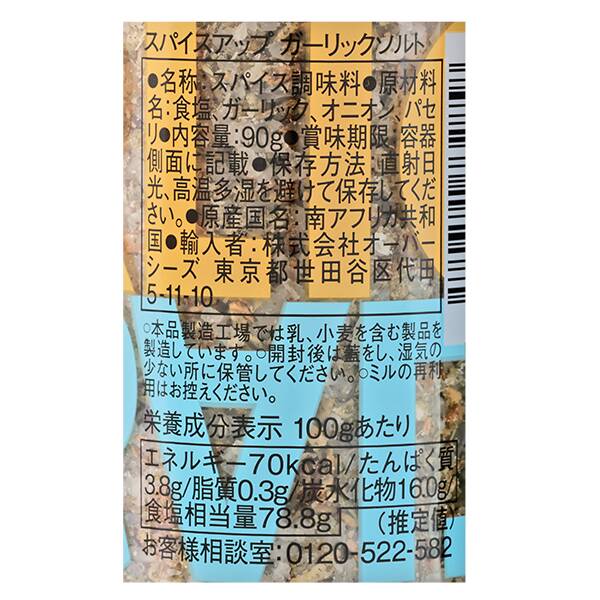 スパイスアップ ガーリックソルト
●名称:スパイス調味料●原材料
名:食塩、ガーリック、オニオン、パセ
リ●内容量:90g●賞味期限:容器
側面に記載●保存方法:直射日
光、高温多湿を避けて保存してくだ
さい。●原産国名:南アフリカ共和
国●輸入者:株式会社オーバー
シーズ 東京都世田谷区代田
5-11-10
○本品製造工場では乳、小麦を含む製品を
製造しています。○開封後は蓋をし、湿気の
少ない所に保管してください。○ミルの再利
用はお控えください。
栄養成分表示 100gあたり
エネルギー70kcal/たんぱく質
3.8g/脂質0.3g/炭水化物16.0g/
食塩相当量78.8g (推定値)
お客様相談室:0120-522-582